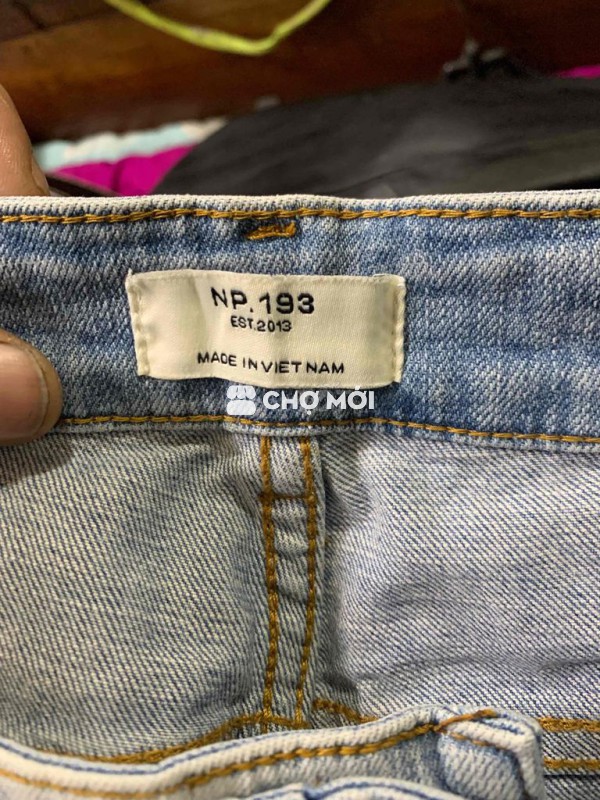 NP.193
EST.2013
MADE IN VIET NAM
CHỢ MỚI